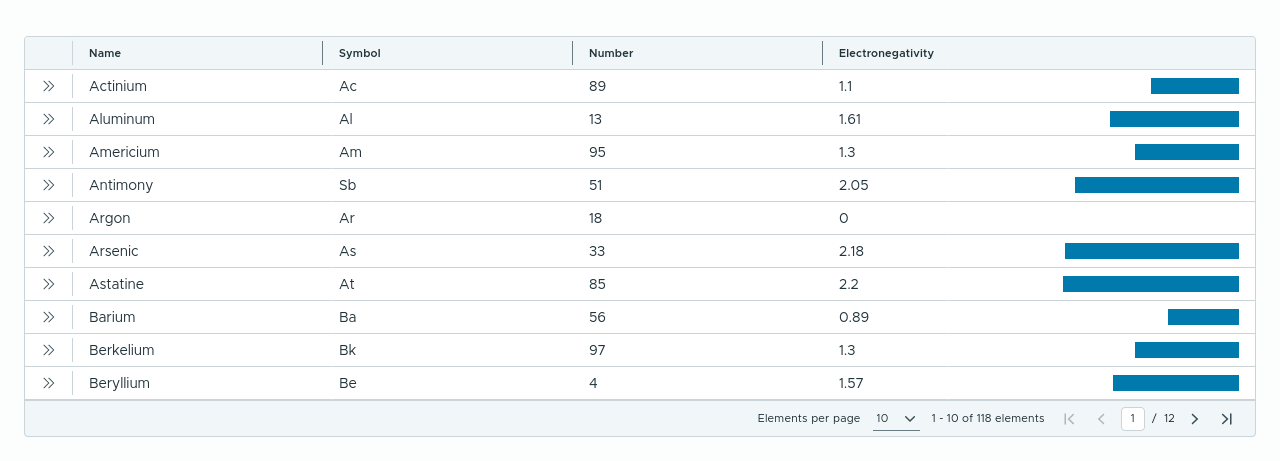 Name Symbol Number Electronegativity
Actinium Ac 89 1.1
Aluminum Al 13 1.61
Americium Am 95 1.3
Antimony Sb 51 2.05
Argon Ar 18 0
Arsenic As 33 2.18
Astatine At 85 2.2
Barium Ba 56 0.89
Berkelium Bk 97 1.3
Beryllium Be 4 1.57
Elements per page 10 1 - 10 of 118 elements 1 / 12